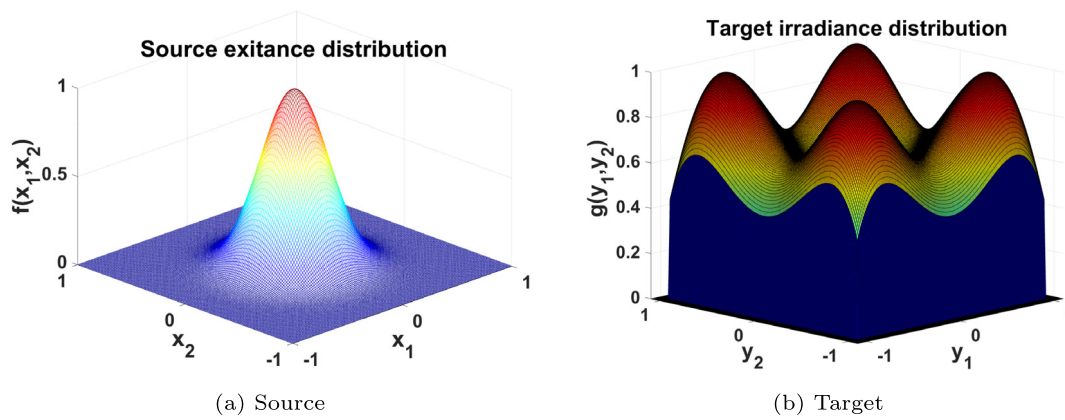 Source exitance distribution
f(x₁,x₂)
1
0.5
0
1
0
-1
x₂
-1
0
1
x₁
(a) Source
Target irradiance distribution
g(y₁,y₂)
1
0.8
0.6
0.4
0.2
0
1
0
-1
y₂
-1
0
1
y₁
(b) Target